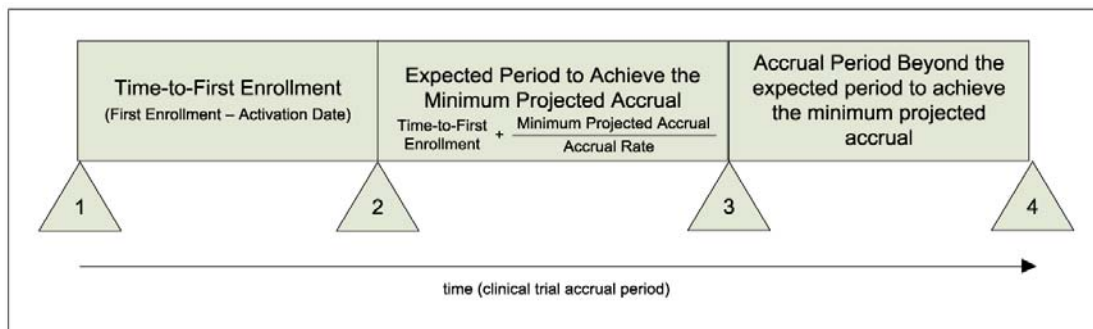 Time-to-First Enrollment
(First Enrollment – Activation Date)
Expected Period to Achieve the
Minimum Projected Accrual
Time-to-First
Enrollment
+
Minimum Projected Accrual
Accrual Rate
Accrual Period Beyond the
expected period to achieve
the minimum projected
accrual
1
2
3
4
time (clinical trial accrual period)